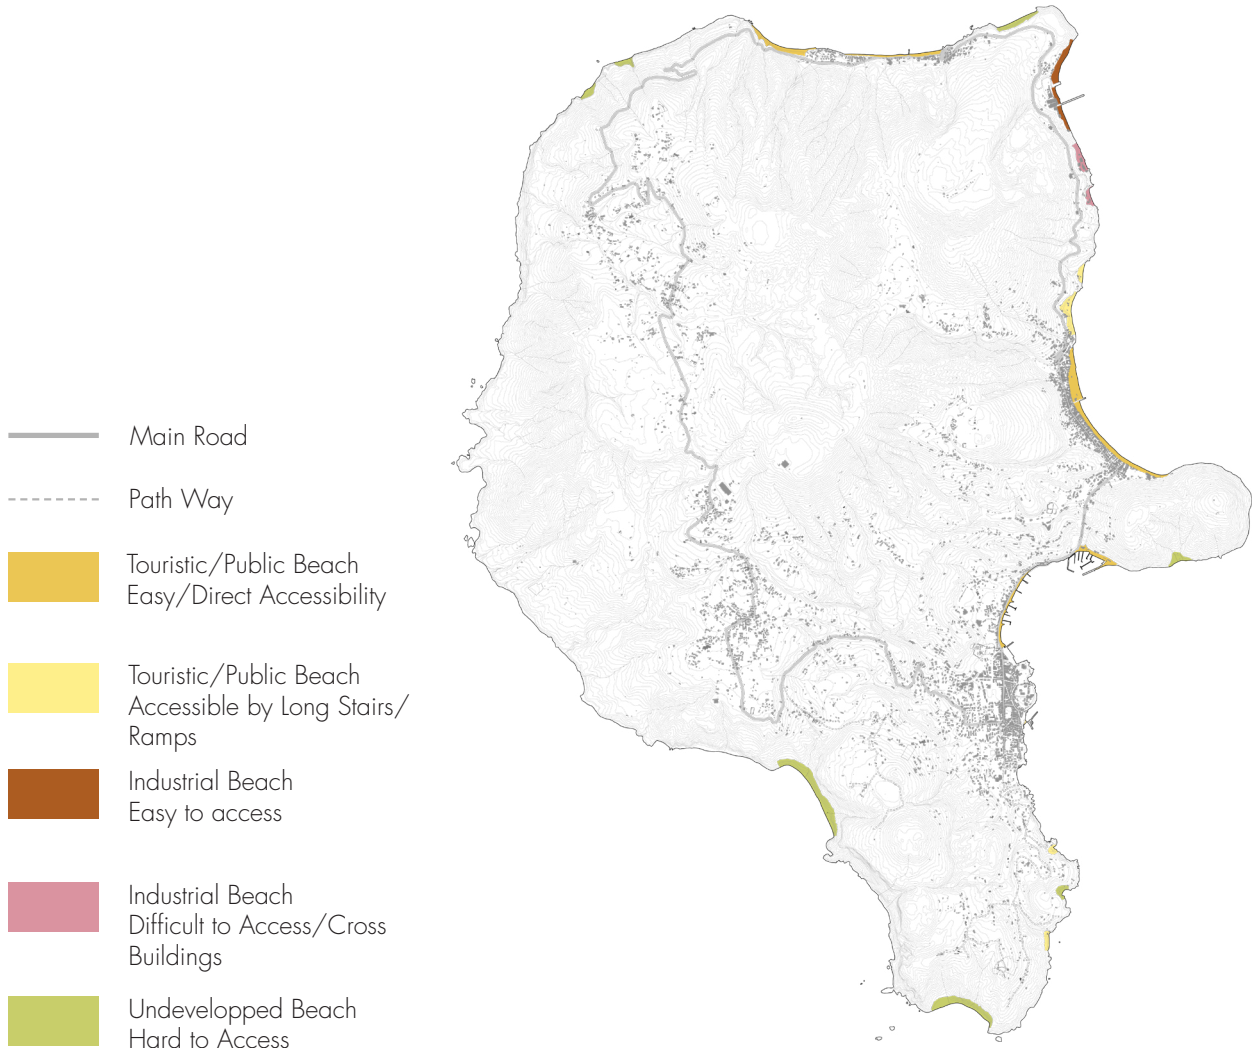 Main Road
Path Way
Touristic/Public Beach
Easy/Direct Accessibility
Touristic/Public Beach
Accessible by Long Stairs/
Ramps
Industrial Beach
Easy to access
Industrial Beach
Difficult to Access/Cross
Buildings
Undevelopped Beach
Hard to Access